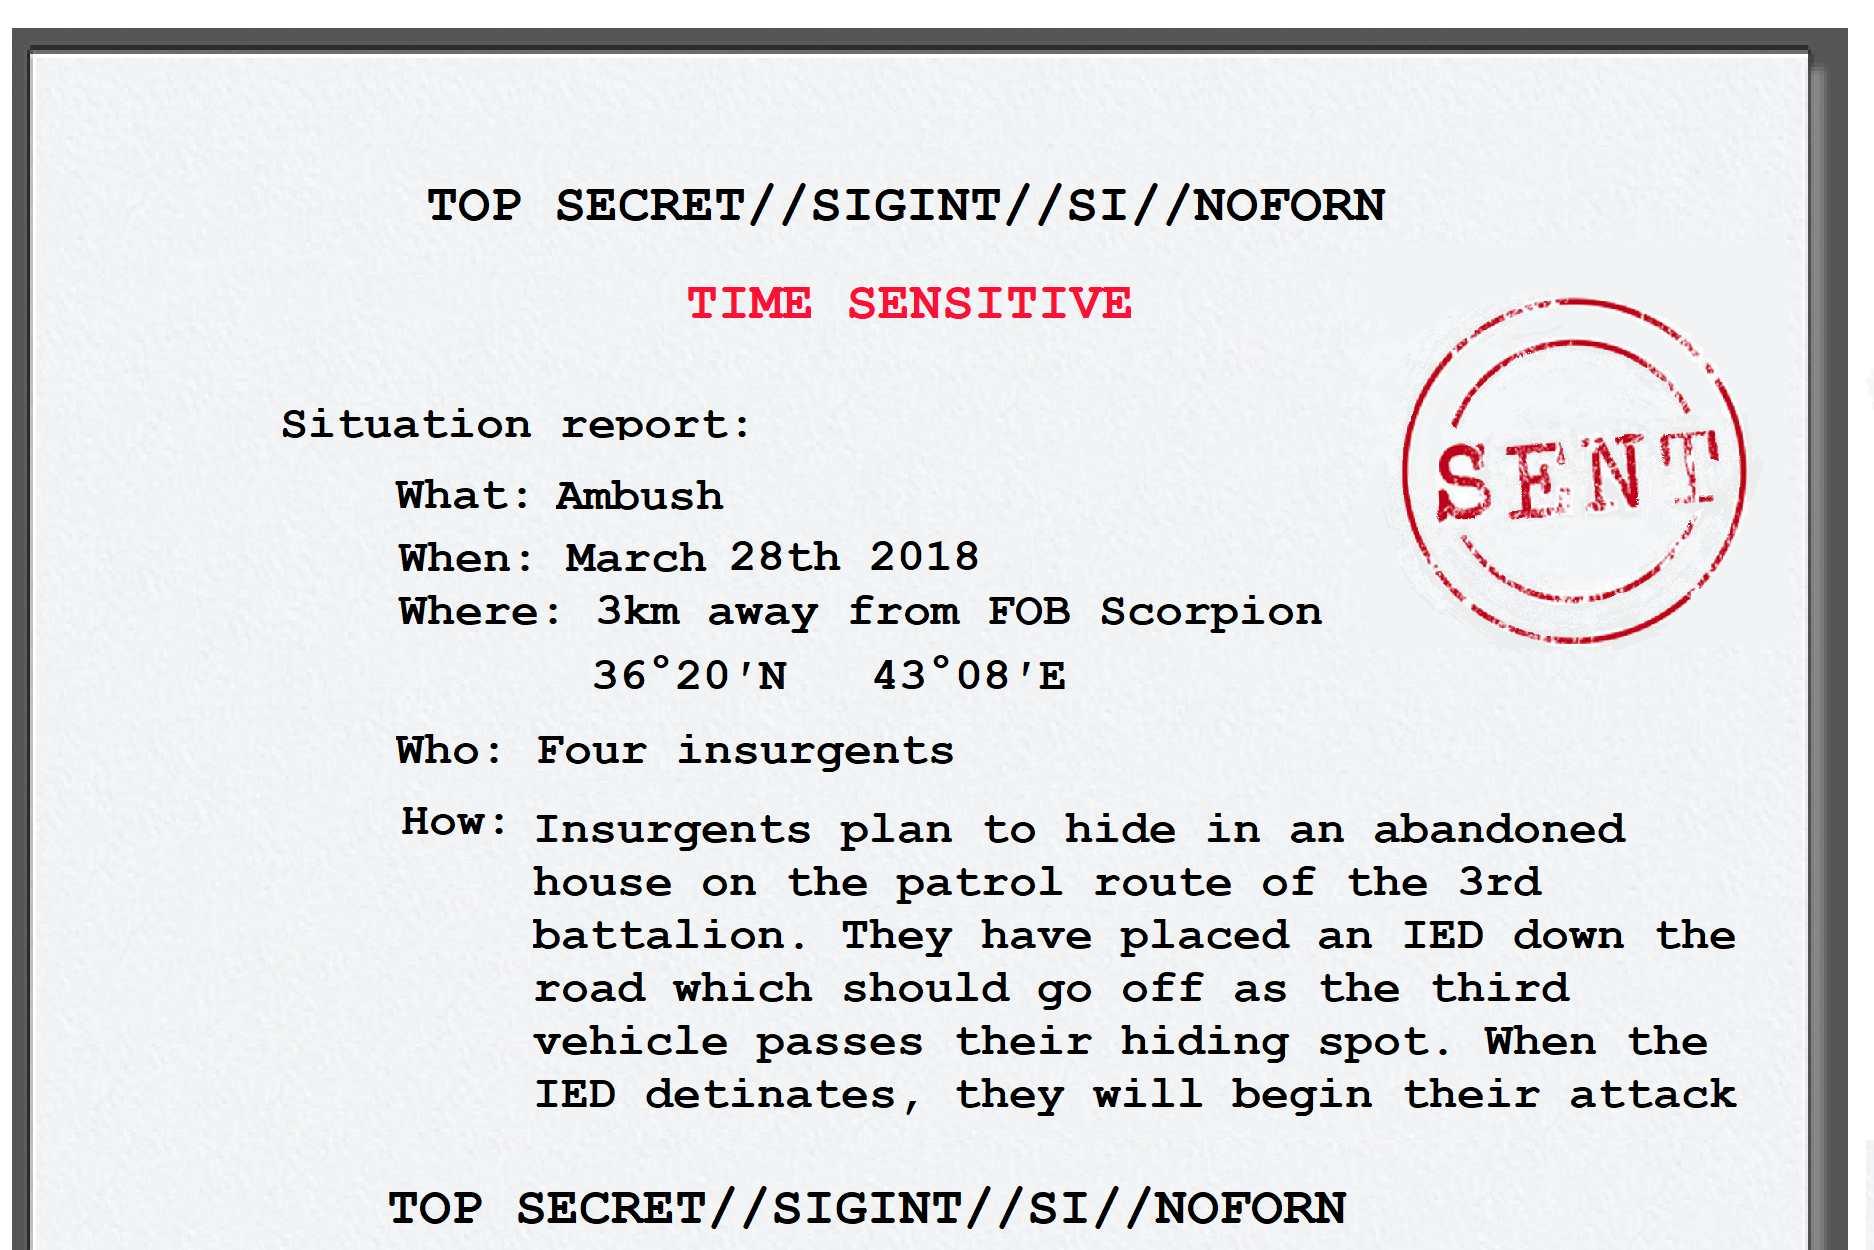 TOP SECRET//SIGINT//SI//NOFORN
TIME SENSITIVE
Situation report:
SENT
What: Ambush
When: March 28th 2018
Where: 3km away from FOB Scorpion
36°20'N 43°08'E
Who: Four insurgents
How: Insurgents plan to hide in an abandoned
house on the patrol route of the 3rd
battalion. They have placed an IED down the
road which should go off as the third
vehicle passes their hiding spot. When the
IED detinates, they will begin their attack
TOP SECRET//SIGINT//SI//NOFORN